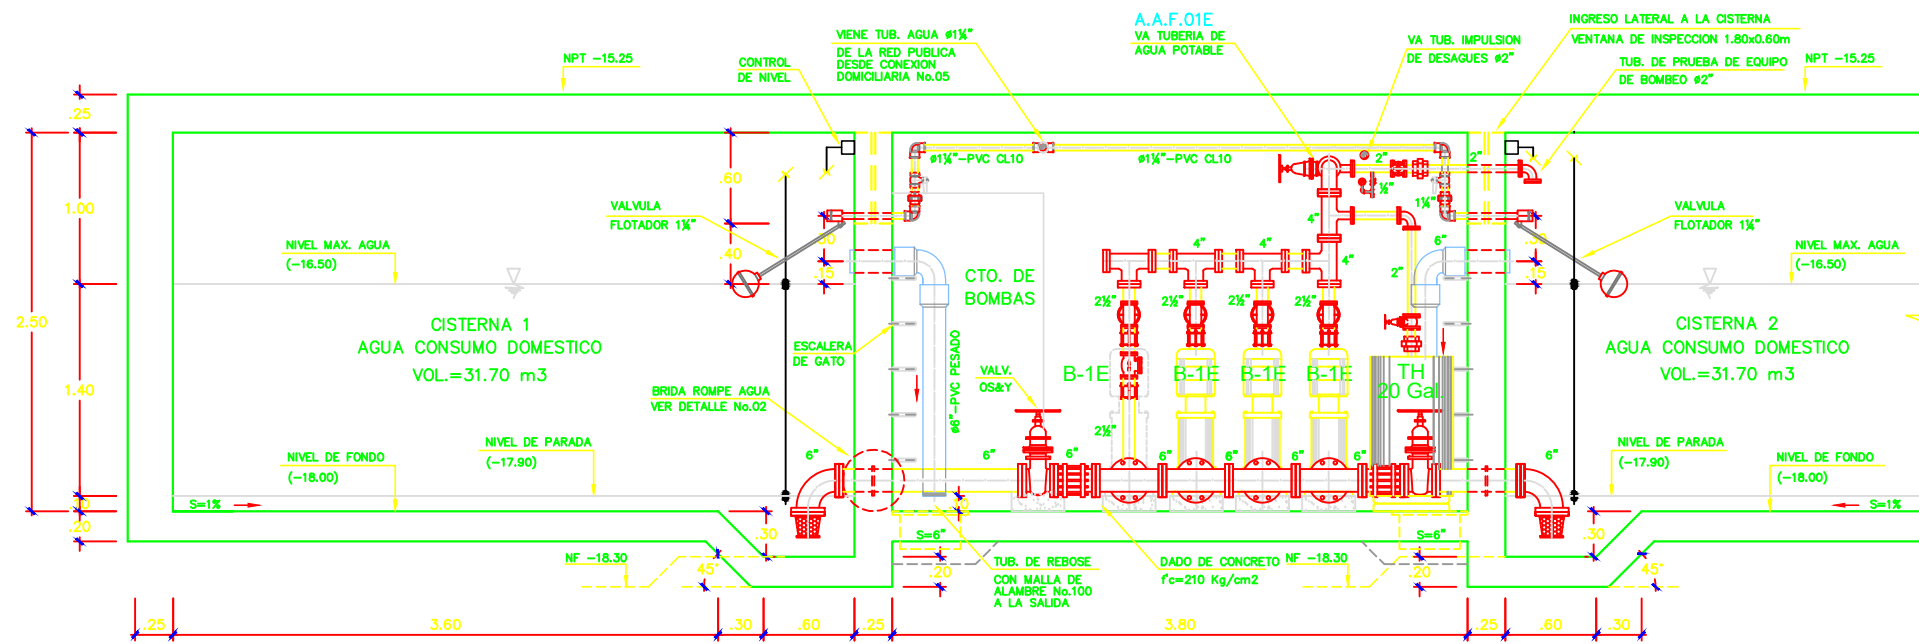 A.A.F.01E
VA TUBERIA DE
AGUA POTABLE
INGRESO LATERAL A LA CISTERNA
VENTANA DE INSPECCION 1.80x0.60m
VIENE TUB. AGUA ø1¼"
DE LA RED PUBLICA
DESDE CONEXION
DOMICILIARIA No.05
VA TUB. IMPULSION
DE DESAGUES ø2"
NPT -15.25
CONTROL
DE NIVEL
TUB. DE PRUEBA DE EQUIPO
DE BOMBEO ø2"
NPT -15.25
.25
ø1¼"-PVC CL10
ø1¼"-PVC CL10
2"
2"
½"
1¼"
.60
1.00
VALVULA
FLOTADOR 1¼"
VALVULA
FLOTADOR 1¼"
4"
.30
.30
NIVEL MAX. AGUA
(-16.50)
4"
4"
4"
6"
NIVEL MAX. AGUA
(-16.50)
.40
.15
.15
CTO. DE
BOMBAS
2"
2½"
2½"
2½"
2½"
2.50
CISTERNA 1
AGUA CONSUMO DOMESTICO
VOL.=31.70 m3
CISTERNA 2
AGUA CONSUMO DOMESTICO
VOL.=31.70 m3
ESCALERA
DE GATO
ø6"-PVC PESADO
VALV.
OS&Y
B-1E
B-1E
B-1E
B-1E
TH
20 Gal.
1.40
BRIDA ROMPE AGUA
VER DETALLE No.02
2½"
NIVEL DE PARADA
(-17.90)
NIVEL DE FONDO
(-18.00)
6"
6"
6"
6"
6"
6"
6"
6"
6"
NIVEL DE PARADA
(-17.90)
NIVEL DE FONDO
(-18.00)
S=1%
S=1%
.20
.30
.30
S=6"
S=6"
NF -18.30
45°
.20
TUB. DE REBOSE
CON MALLA DE
ALAMBRE No.100
A LA SALIDA
DADO DE CONCRETO
f'c=210 Kg/cm2
NF -18.30
.20
45°
.25
3.60
.30
.60
.25
3.80
.25
.60
.30